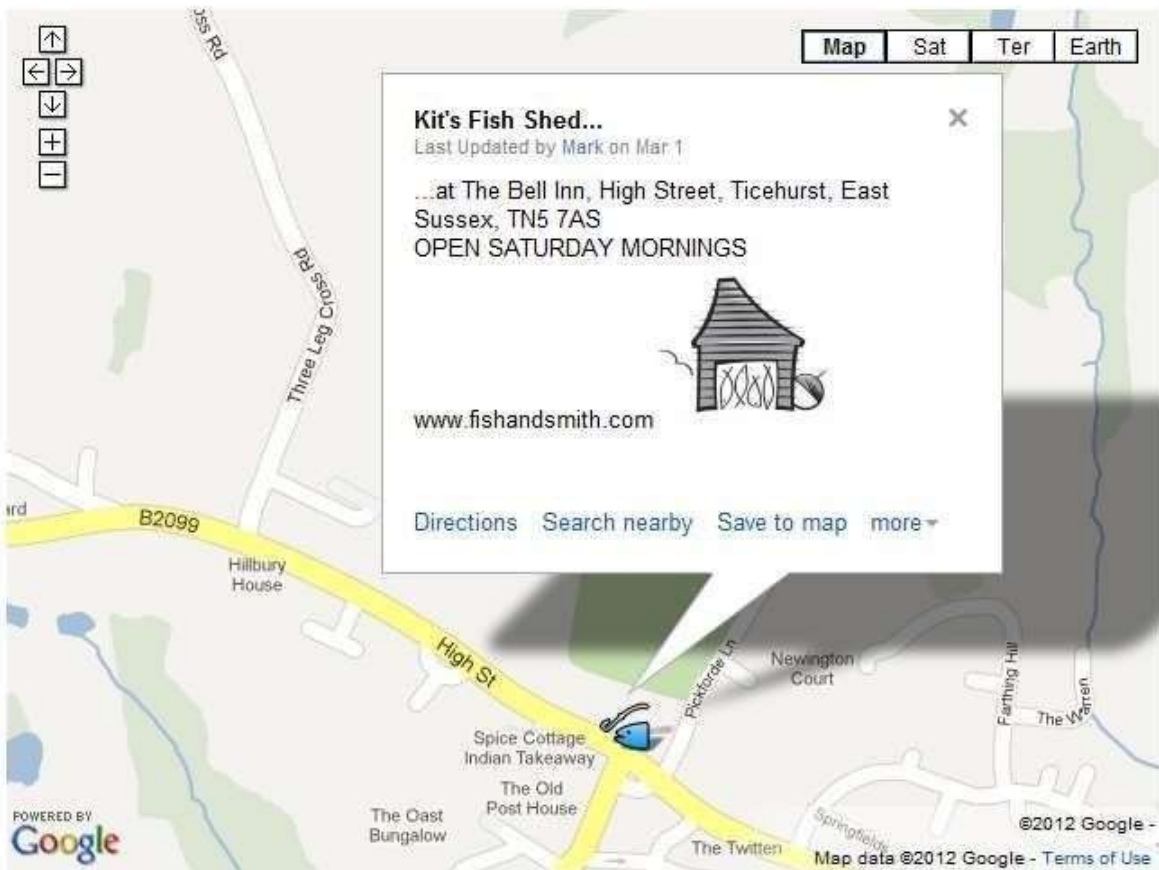 oss Rd
Map
Sat
Ter
Earth
Kit's Fish Shed...
Last Updated by Mark on Mar 1
...at The Bell Inn, High Street, Ticehurst, East
Sussex, TN5 7AS
OPEN SATURDAY MORNINGS
www.fishandsmith.com
Directions Search nearby Save to map more
Three Leg Cross Rd
ard
B2099
Hillbury
House
High St
Pickforde Ln
Newington
Court
Farthing Hill
The Warren
Spice Cottage
Indian Takeaway
The Old
Post House
The Oast
Bungalow
The Twitten
Springfields
POWERED BY
Google
©2012 Google -
Map data ©2012 Google - Terms of Use